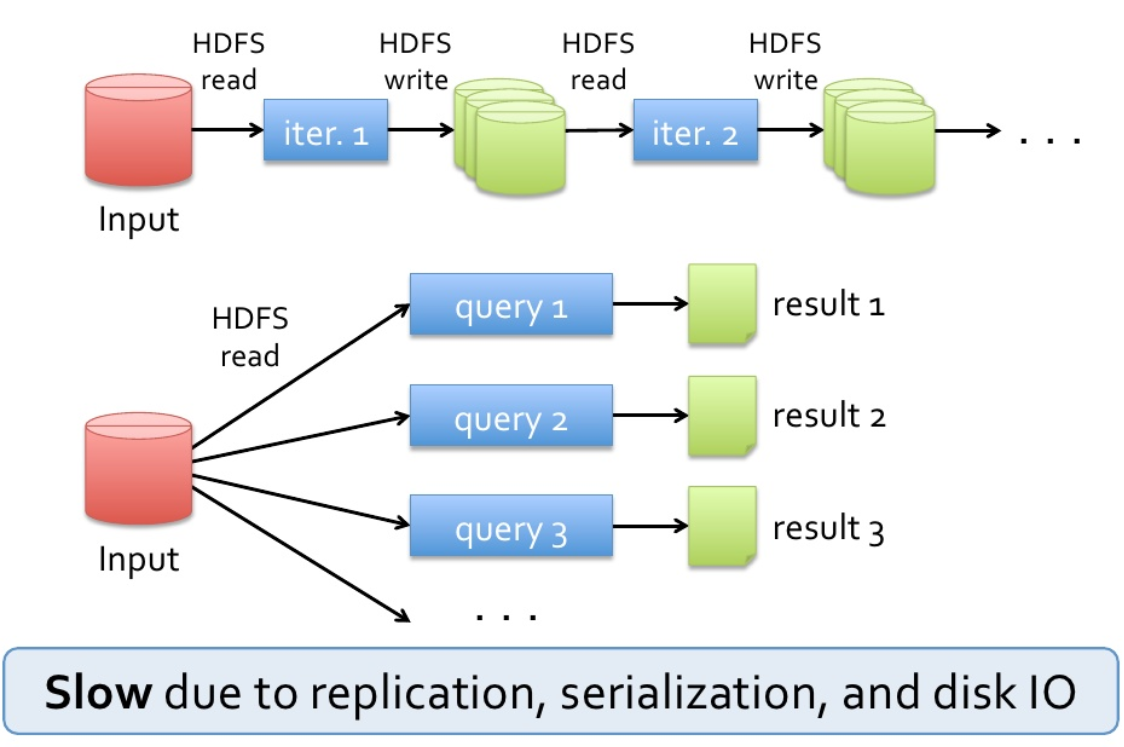 HDFS
read
HDFS
write
HDFS
read
HDFS
write
iter. 1
iter. 2
. . .
Input
HDFS
read
query 1
result 1
query 2
result 2
query 3
result 3
Input
. . .
Slow due to replication, serialization, and disk IO